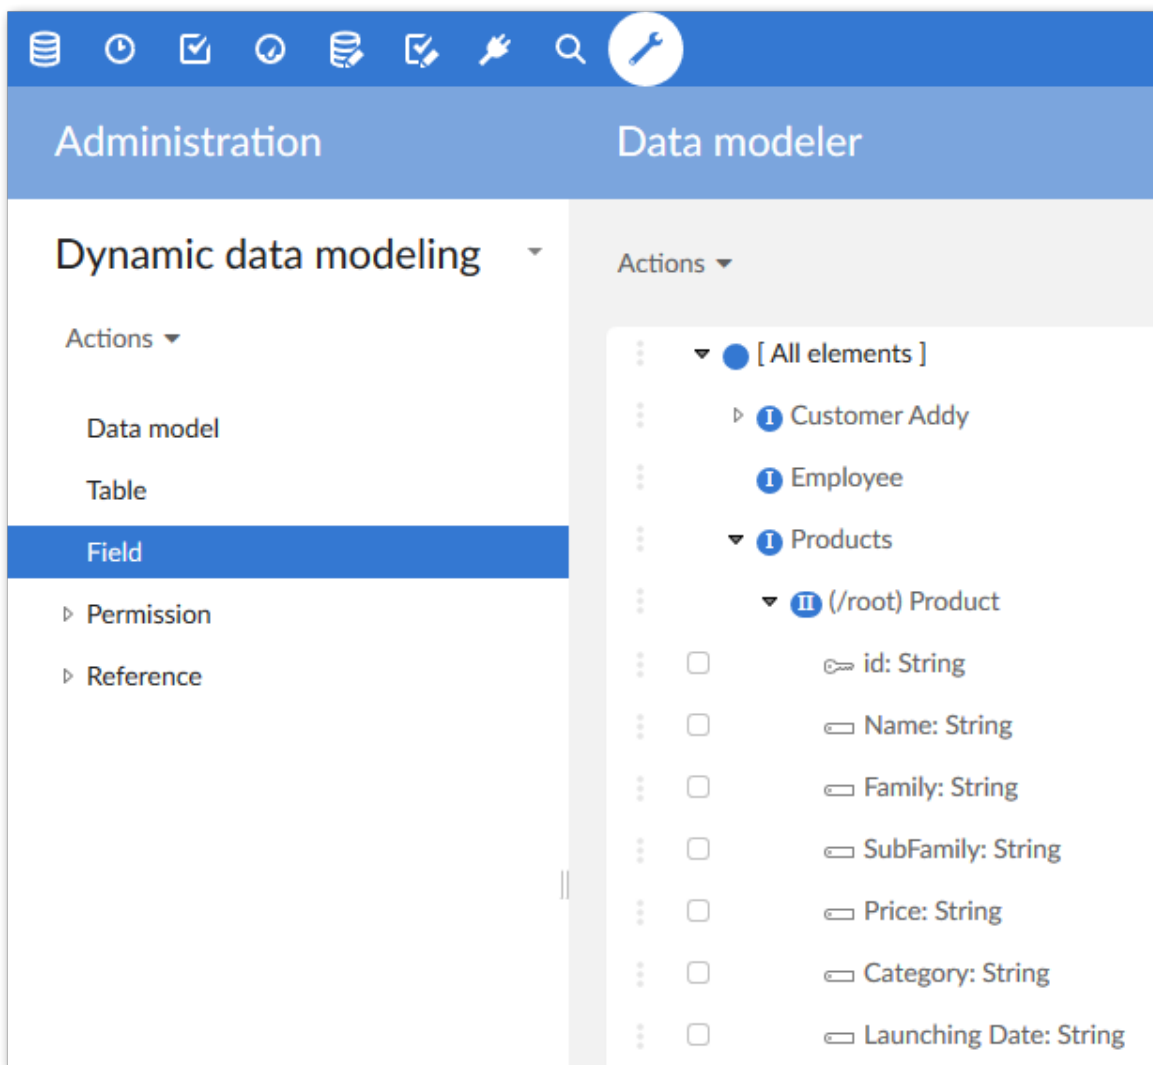 Administration
Data modeler
Dynamic data modeling
Actions
Data model
Table
Field
Permission
Reference
Actions
[ All elements ]
I Customer Addy
I Employee
I Products
II (/root) Product
id: String
Name: String
Family: String
SubFamily: String
Price: String
Category: String
Launching Date: String